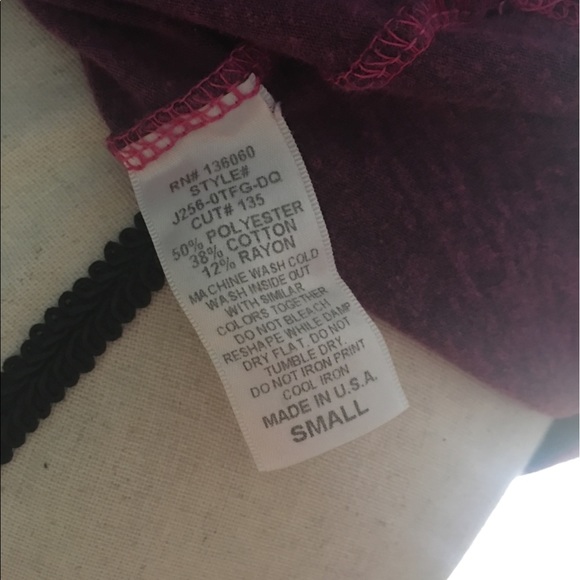 RN# 136060
STYLE#
J256-0TFG-DQ
CUT# 135
50% POLYESTER
38% COTTON
12% RAYON
MACHINE WASH COLD
WASH INSIDE OUT
WITH SIMILAR
COLORS TOGETHER
DO NOT BLEACH
RESHAPE WHILE DAMP
DRY FLAT. DO NOT
TUMBLE DRY.
DO NOT IRON PRINT
COOL IRON
MADE IN U.S.A.
SMALL